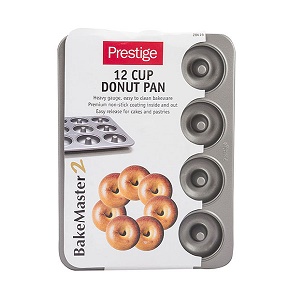 Prestige
12 CUP
DONUT PAN
Heavy gauge, easy to clean bakeware
Premium non-stick coating inside and out
Easy release for cakes and pastries
BakeMaster 2